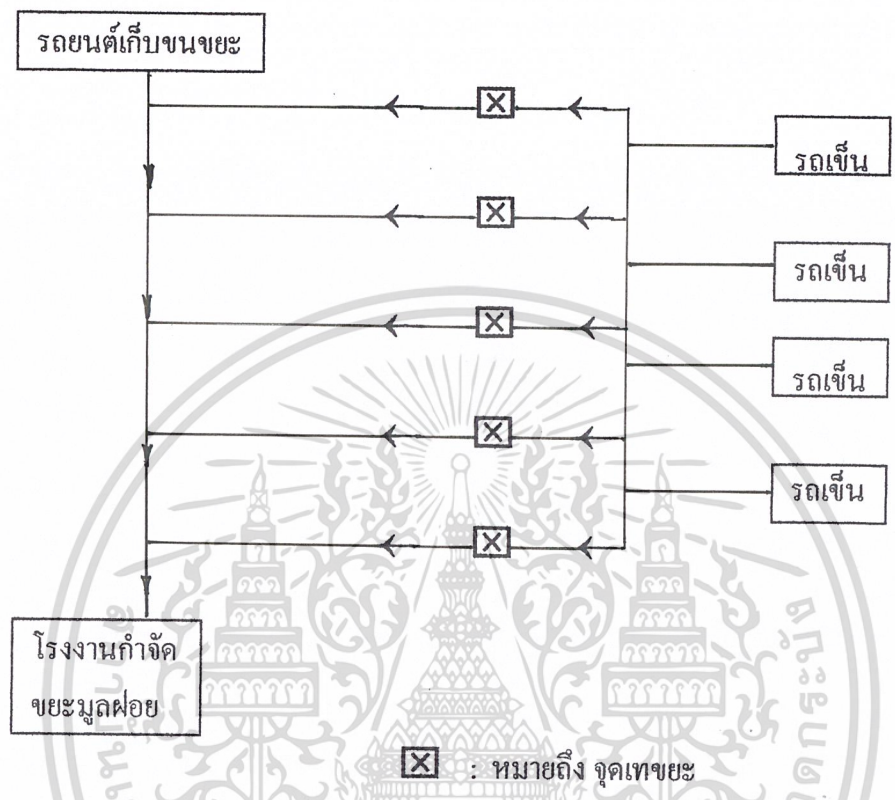 รถยนต์เก็บขนขยะ
รถเข็น
รถเข็น
รถเข็น
รถเข็น
โรงงานกำจัด
ขยะมูลฝอย
: หมายถึง จุดเทขยะ